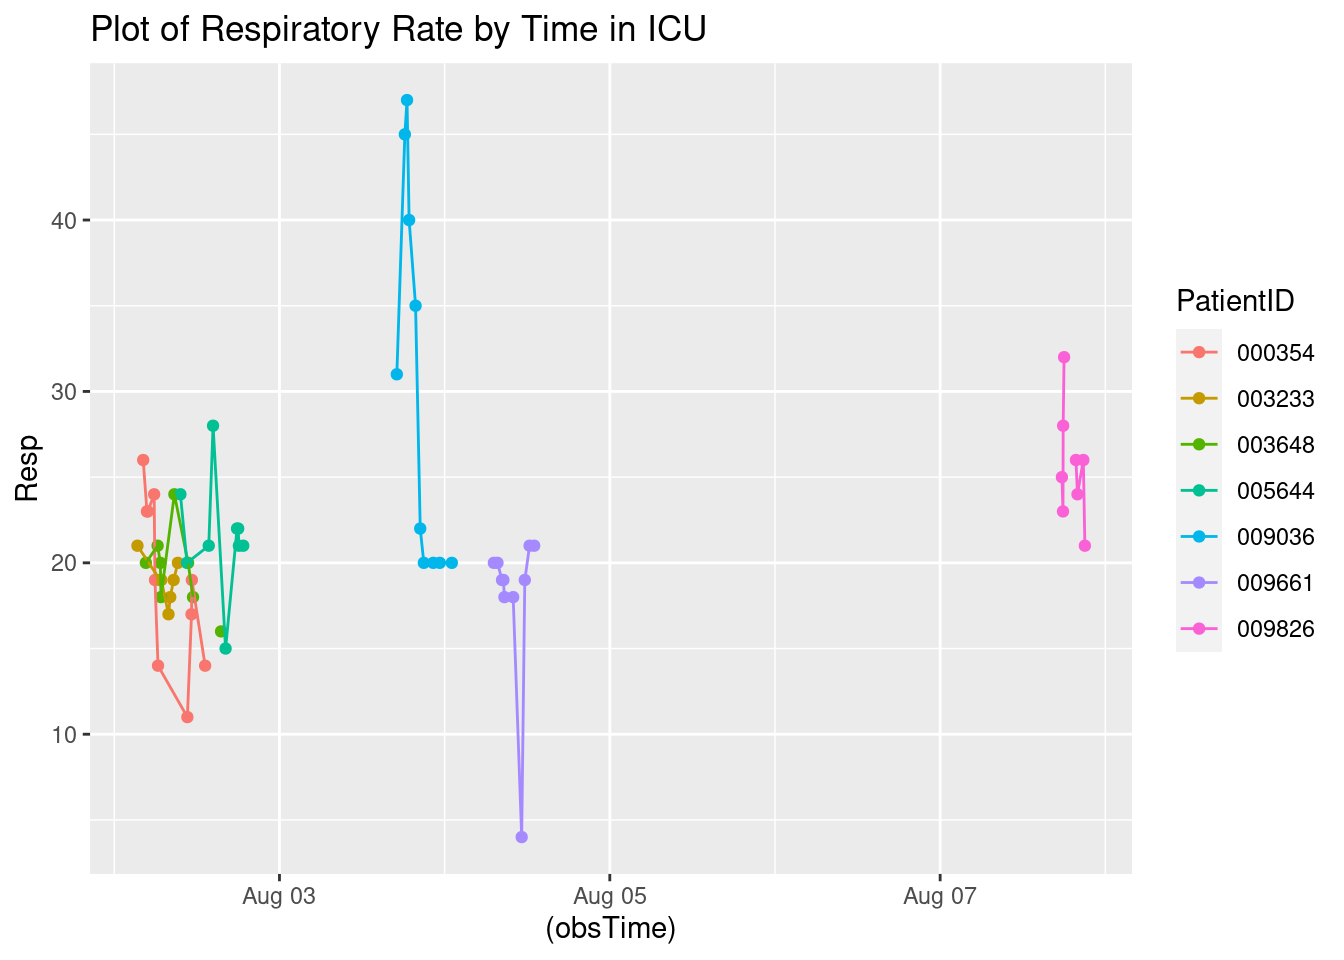 Plot of Respiratory Rate by Time in ICU
Resp
40
30
20
10
Aug 03
Aug 05
Aug 07
(obsTime)
PatientID
000354
003233
003648
005644
009036
009661
009826